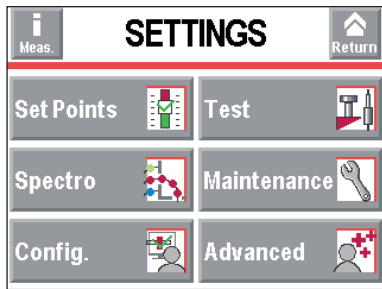 i
Meas.
SETTINGS
Return
Set Points
Test
Spectro
Maintenance
Config.
Advanced